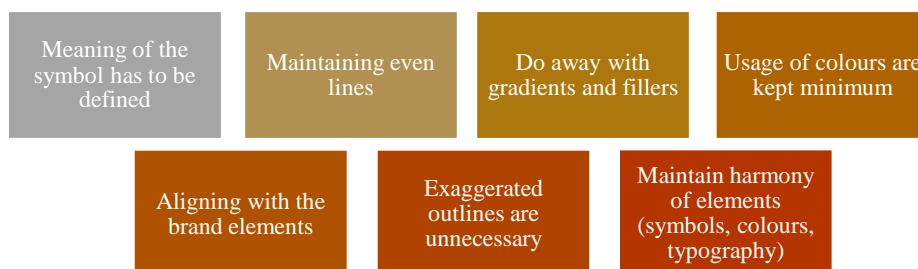 Meaning of the
symbol has to be
defined
Maintaining even
lines
Do away with
gradients and fillers
Usage of colours are
kept minimum
Aligning with the
brand elements
Exaggerated
outlines are
unnecessary
Maintain harmony
of elements
(symbols, colours,
typography)